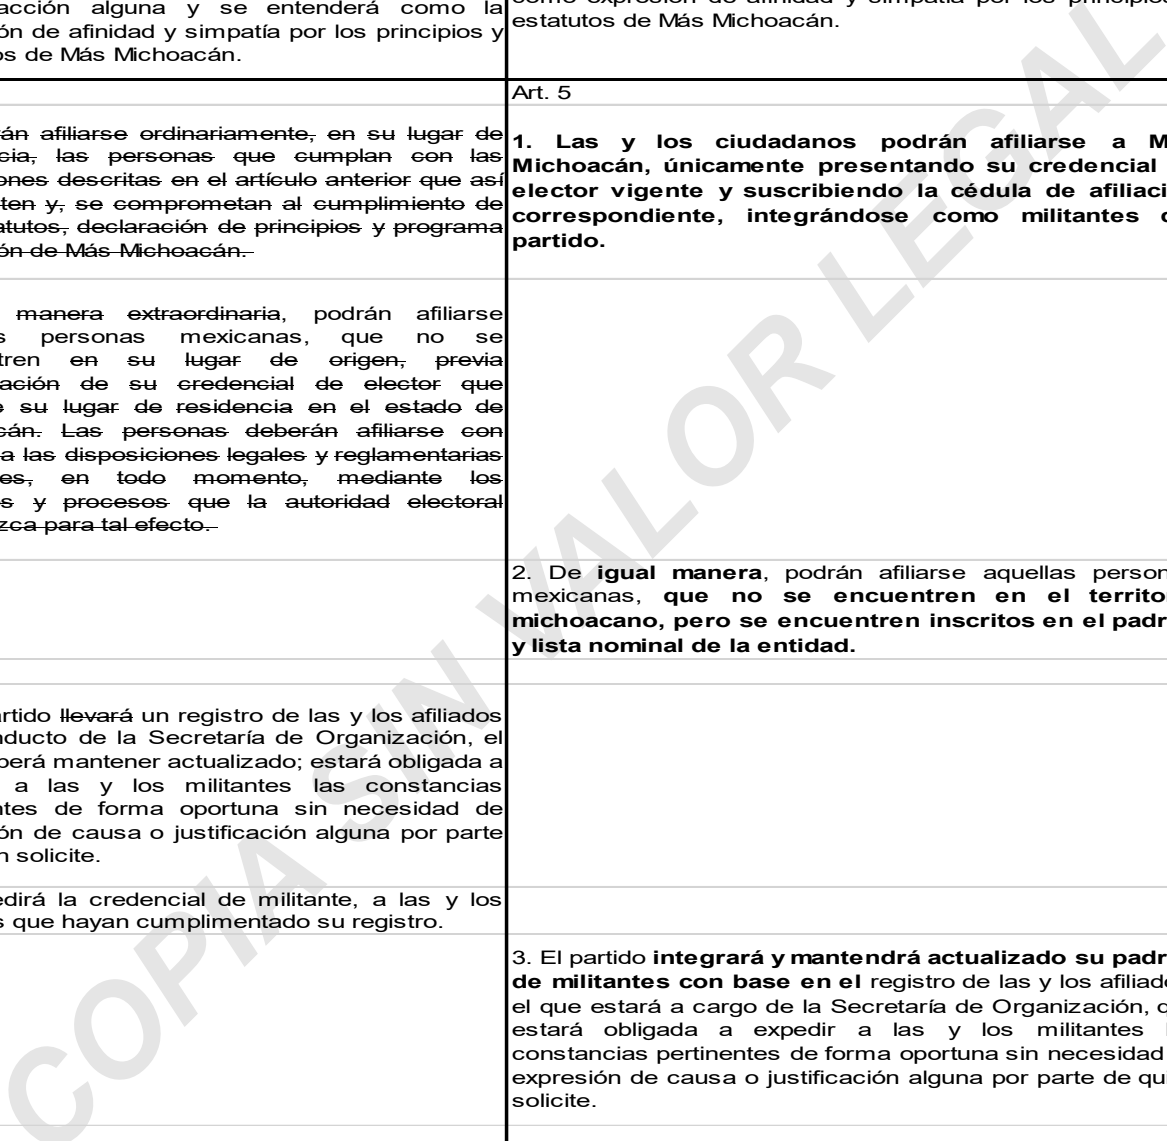 acción alguna y se entenderá como la
ón de afinidad y simpatía por los principios y
os de Más Michoacán.
estatutos de Más Michoacán.
Art. 5
án afiliarse ordinariamente, en su lugar de
cia, las personas que cumplan con las
ones descritas en el artículo anterior que así
ten y, se comprometan al cumplimiento de
atutos, declaración de principios y programa
ón de Más Michoacán.
1. Las y los ciudadanos podrán afiliarse a M
Michoacán, únicamente presentando su credencial
elector vigente y suscribiendo la cédula de afiliaci
correspondiente, integrándose como militantes
partido.
manera extraordinaria, podrán afiliarse
s personas mexicanas, que no se
tren en su lugar de origen, previa
ación de su credencial de elector que
e su lugar de residencia en el estado de
cán. Las personas deberán afiliarse con
a las disposiciones legales y reglamentarias
es, en todo momento, mediante los
s y procesos que la autoridad electoral
zca para tal efecto.
2. De igual manera, podrán afiliarse aquellas person
mexicanas, que no se encuentren en el territo
michoacano, pero se encuentren inscritos en el padr
y lista nominal de la entidad.
artido llevará un registro de las y los afiliados
nducto de la Secretaría de Organización, el
berá mantener actualizado; estará obligada a
a las y los militantes las constancias
ntes de forma oportuna sin necesidad de
ón de causa o justificación alguna por parte
n solicite.
edirá la credencial de militante, a las y los
s que hayan cumplimentado su registro.
3. El partido integrará y mantendrá actualizado su padr
de militantes con base en el registro de las y los afiliad
el que estará a cargo de la Secretaría de Organización,
estará obligada a expedir a las y los militantes
constancias pertinentes de forma oportuna sin necesidad
expresión de causa o justificación alguna por parte de qui
solicite.
COPIA SIN VALOR LEGAL